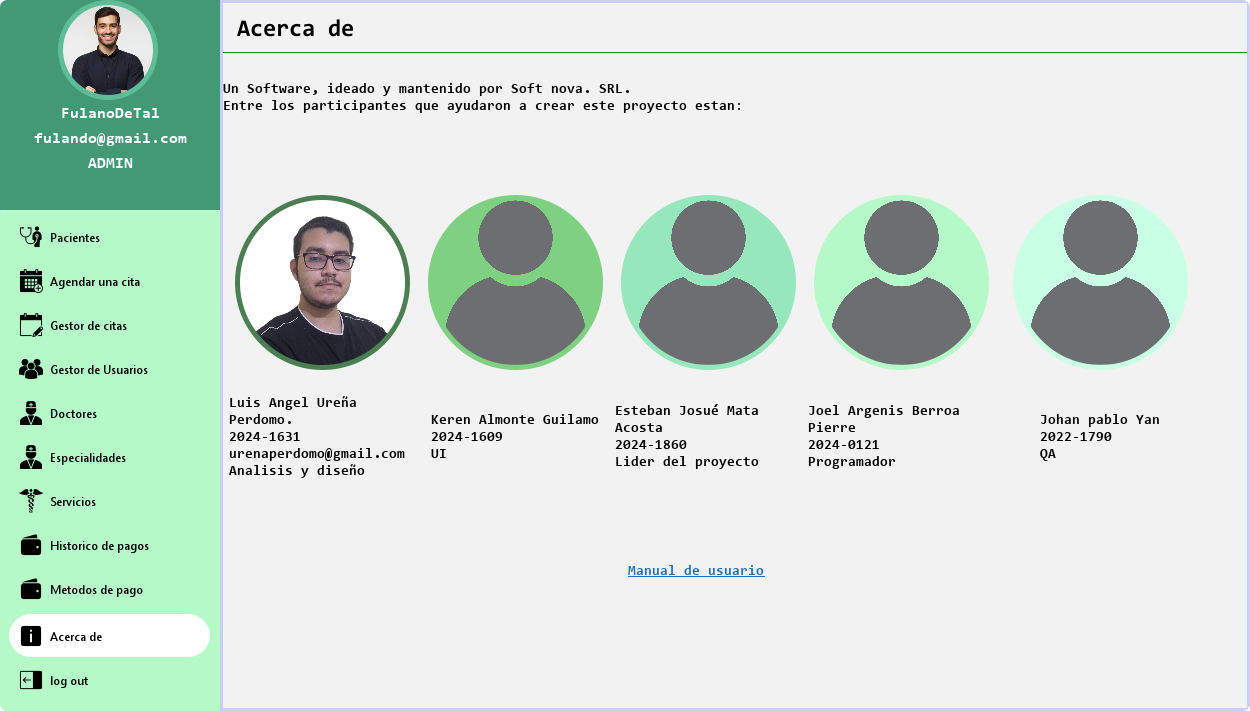 FulanoDeTal
fulando@gmail.com
ADMIN
Pacientes
Agendar una cita
Gestor de citas
Gestor de Usuarios
Doctores
Especialidades
Servicios
Historico de pagos
Metodos de pago
Acerca de
log out
Acerca de
Un Software, ideado y mantenido por Soft nova. SRL.
Entre los participantes que ayudaron a crear este proyecto estan:
Luis Angel Ureña
Perdomo.
2024-1631
urenaperdomo@gmail.com
Analisis y diseño
Keren Almonte Guilamo
2024-1609
UI
Esteban Josué Mata
Acosta
2024-1860
Lider del proyecto
Joel Argenis Berroa
Pierre
2024-0121
Programador
Johan pablo Yan
2022-1790
QA
Manual de usuario